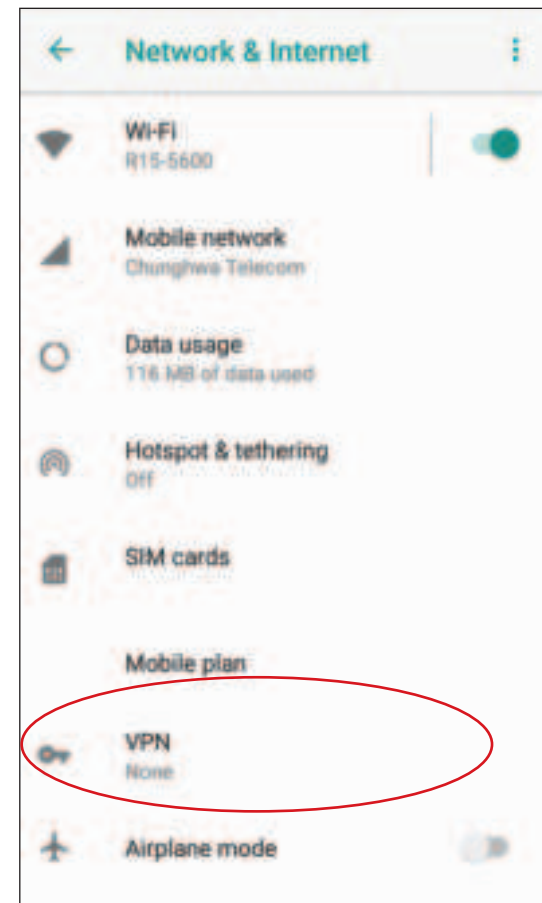 Network & Internet
Wi-Fi
R15-5600
Mobile network
Chunghwa Telecom
Data usage
116 MB of data used
Hotspot & tethering
Off
SIM cards
Mobile plan
VPN
None
Airplane mode